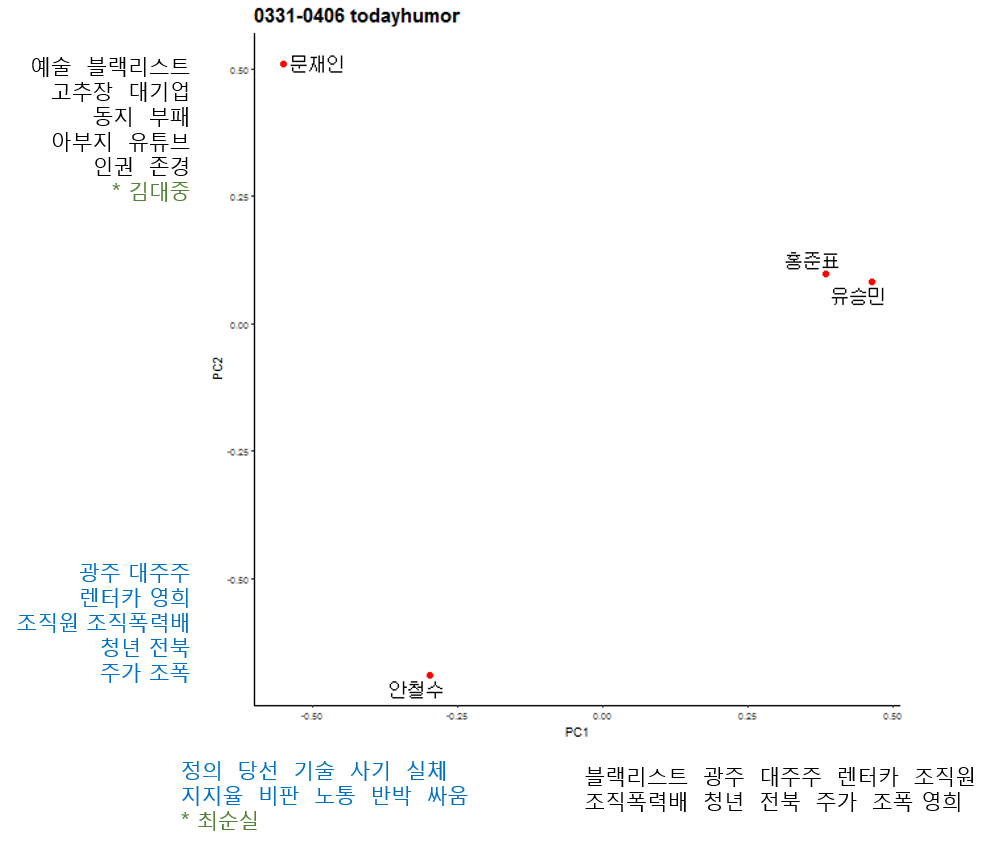 0331-0406 todayhumor
예술 블랙리스트
고추장 대기업
동지 부패
아부지 유튜브
인권 존경
* 김대중
0.50
문재인
0.25
홍준표
유승민
0.00
PC2
-0.25
-0.50
광주 대주주
렌터카 영희
조직원 조직폭력배
청년 전북
주가 조폭
안철수
-0.50 -0.25 0.00 0.25 0.50
PC1
정의 당선 기술 사기 실체
지지율 비판 노통 반박 싸움
* 최순실
블랙리스트 광주 대주주 렌터카 조직원
조직폭력배 청년 전북 주가 조폭 영희